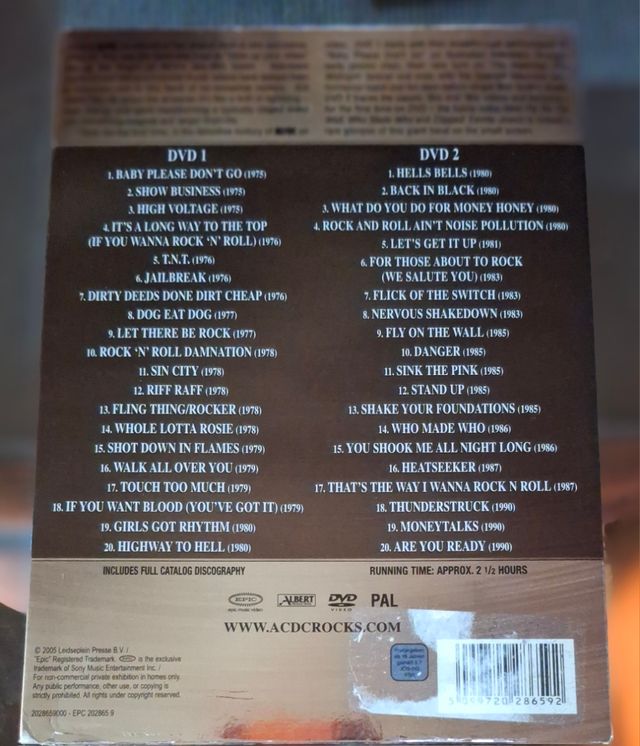 DVD 1
1. BABY PLEASE DON'T GO (1975)
2. SHOW BUSINESS (1975)
3. HIGH VOLTAGE (1975)
4. IT'S A LONG WAY TO THE TOP
(IF YOU WANNA ROCK 'N' ROLL) (1976)
5. T.N.T. (1976)
6. JAILBREAK (1976)
7. DIRTY DEEDS DONE DIRT CHEAP (1976)
8. DOG EAT DOG (1977)
9. LET THERE BE ROCK (1977)
10. ROCK 'N' ROLL DAMNATION (1978)
11. SIN CITY (1978)
12. RIFF RAFF (1978)
13. FLING THING/ROCKER (1978)
14. WHOLE LOTTA ROSIE (1978)
15. SHOT DOWN IN FLAMES (1979)
16. WALK ALL OVER YOU (1979)
17. TOUCH TOO MUCH (1979)
18. IF YOU WANT BLOOD (YOU'VE GOT IT) (1979)
19. GIRLS GOT RHYTHM (1980)
20. HIGHWAY TO HELL (1980)
DVD 2
1. HELLS BELLS (1980)
2. BACK IN BLACK (1980)
3. WHAT DO YOU DO FOR MONEY HONEY (1980)
4. ROCK AND ROLL AIN'T NOISE POLLUTION (1980)
5. LET'S GET IT UP (1981)
6. FOR THOSE ABOUT TO ROCK
(WE SALUTE YOU) (1983)
7. FLICK OF THE SWITCH (1983)
8. NERVOUS SHAKEDOWN (1983)
9. FLY ON THE WALL (1985)
10. DANGER (1985)
11. SINK THE PINK (1985)
12. STAND UP (1985)
13. SHAKE YOUR FOUNDATIONS (1985)
14. WHO MADE WHO (1986)
15. YOU SHOOK ME ALL NIGHT LONG (1986)
16. HEATSEEKER (1987)
17. THAT'S THE WAY I WANNA ROCK N ROLL (1987)
18. THUNDERSTRUCK (1990)
19. MONEYTALKS (1990)
20. ARE YOU READY (1990)
INCLUDES FULL CATALOG DISCOGRAPHY
RUNNING TIME: APPROX. 2 1/2 HOURS
EPIC ALBERT DVD PAL
epic music video VIDEO
WWW.ACDCROCKS.COM
© 2005 Leidseplein Presse B.V. /
"Epic" Registered Trademark. EPIC is the exclusive
trademark of Sony Music Entertainment Inc. /
For non-commercial private exhibition in homes only.
Any public performance, other use, or copying is
strictly prohibited. All rights under copyright reserved.
2028659000 - EPC 202865 9
5 099720 286592